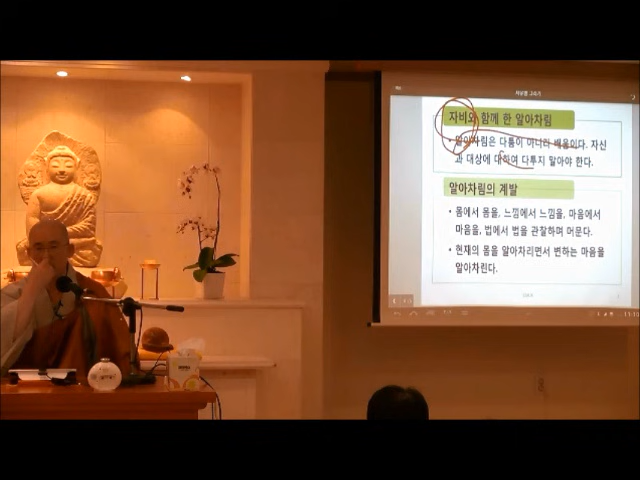 자비와 함께 한 알아차림
• 알아차림은 다툼이 아니라 배움이다. 자신
과 대상에 대하여 다투지 말아야 한다.
알아차림의 계발
• 몸에서 몸을, 느낌에서 느낌을, 마음에서
마음을, 법에서 법을 관찰하며 머문다.
• 현재의 몸을 알아차리면서 변하는 마음을
알아차린다.